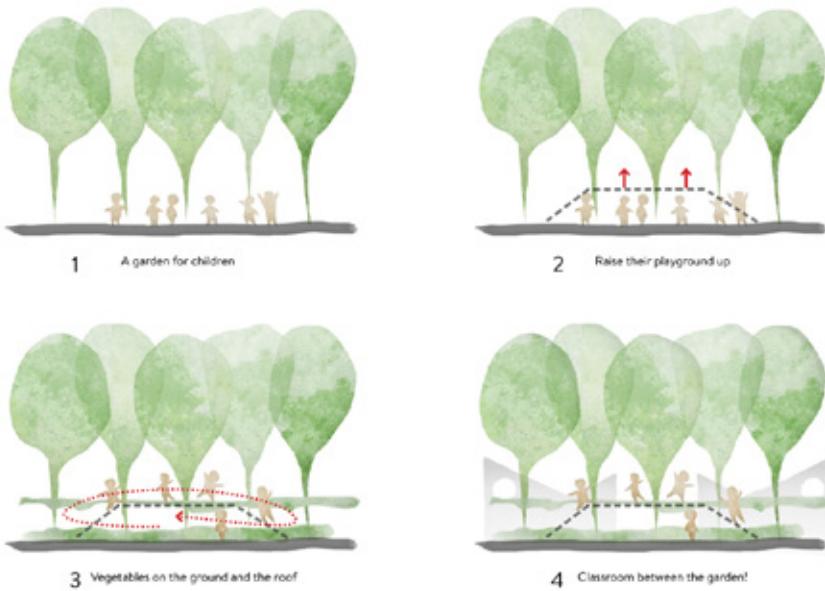 1 A garden for children
2 Raise their playground up
3 Vegetables on the ground and the roof
4 Classroom between the garden!